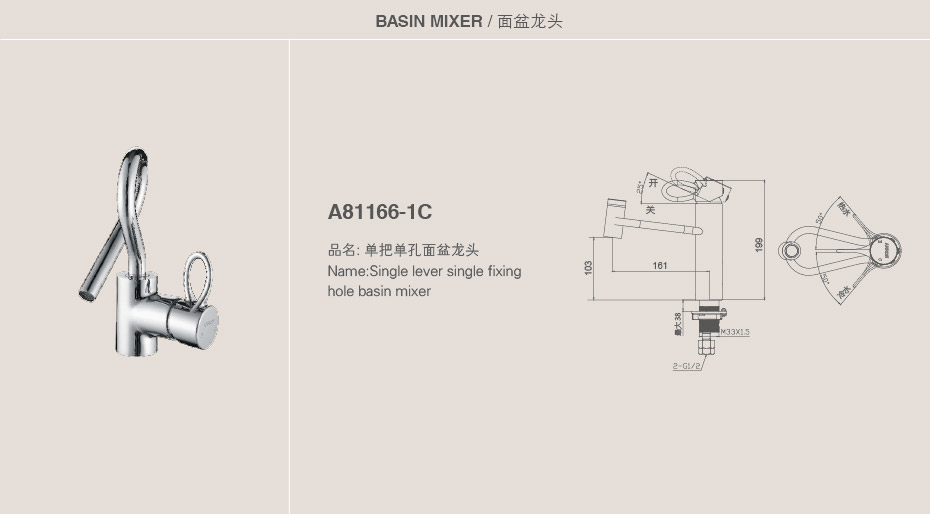 BASIN MIXER / 面盆龙头
A81166-1C
品名: 单把单孔面盆龙头
Name:Single lever single fixing
hole basin mixer
25°
开
关
199
103
161
最大 38
M33X1.5
2-G1/2
50°
热水
50°
冷水